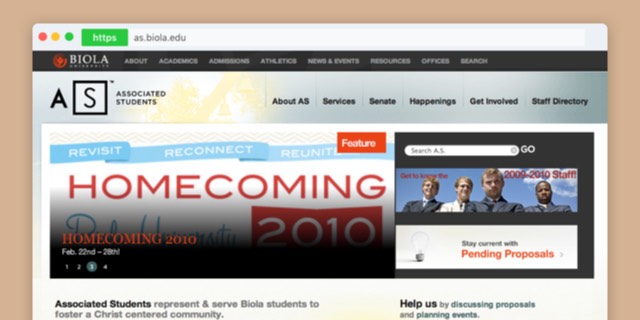 https as.biola.edu
BIOLA
UNIVERSITY
ABOUT ACADEMICS ADMISSIONS ATHLETICS NEWS & EVENTS RESOURCES OFFICES SEARCH
AS™ ASSOCIATED
STUDENTS
About AS Services Senate Happenings Get Involved Staff Directory
Feature
REVISIT RECONNECT REUNITE
HOMECOMING
Biola University 2010
HOMECOMING 2010
Feb. 22nd – 28th!
1 2 3 4
Search A.S. GO
Get to know the 2009-2010 Staff!
Stay current with
Pending Proposals ›
Associated Students represent & serve Biola students to
foster a Christ centered community.
Help us by discussing proposals
and planning events.